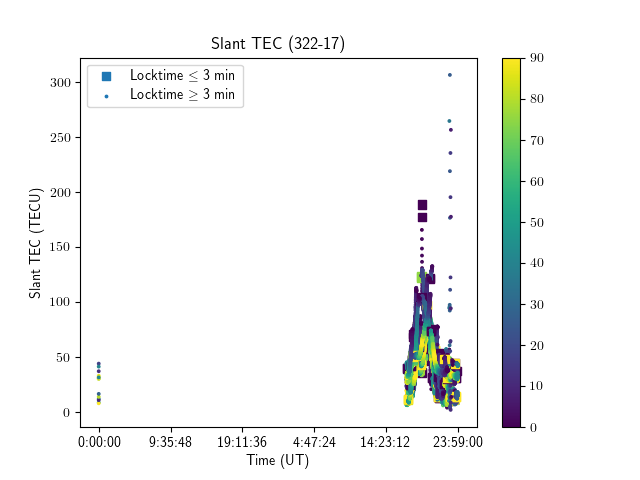 Slant TEC (322-17)
Locktime ≤ 3 min
Locktime ≥ 3 min
Slant TEC (TECU)
300
250
200
150
100
50
0
0:00:00 9:35:48 19:11:36 4:47:24 14:23:12 23:59:00
Time (UT)
90
80
70
60
50
40
30
20
10
0